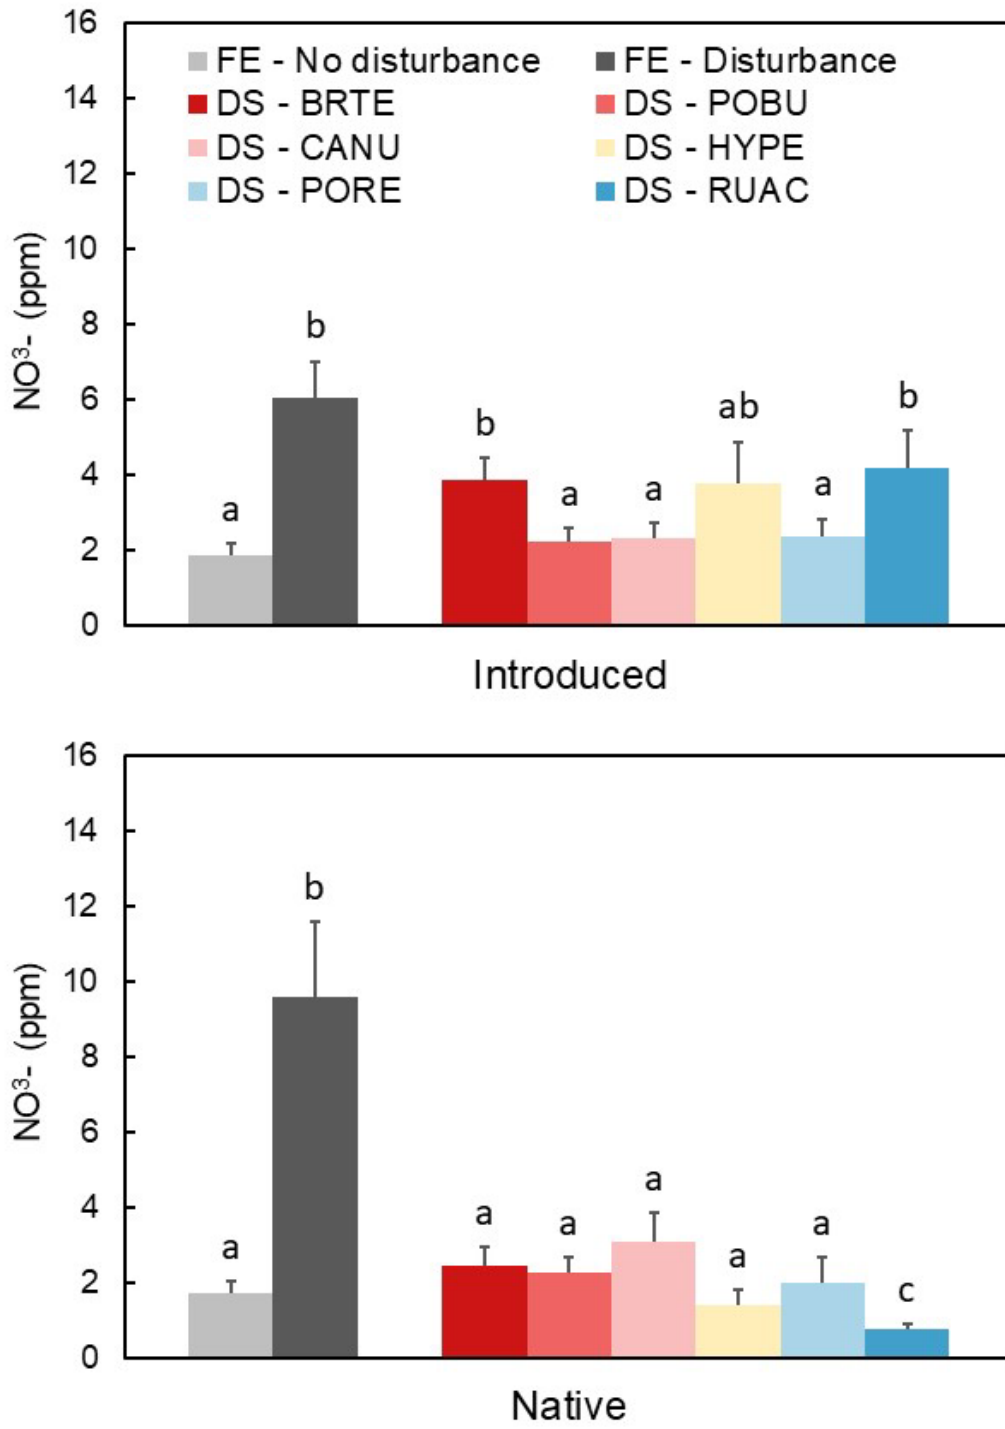 16
FE - No disturbance FE - Disturbance
14
DS - BRTE DS - POBU
12
DS - CANU DS - HYPE
DS - PORE DS - RUAC
10
8
6
4
2
0
NO³- (ppm)
a b b a a ab a b
Introduced
16
14
12
10
8
6
4
2
0
NO³- (ppm)
a b a a a a a c
Native